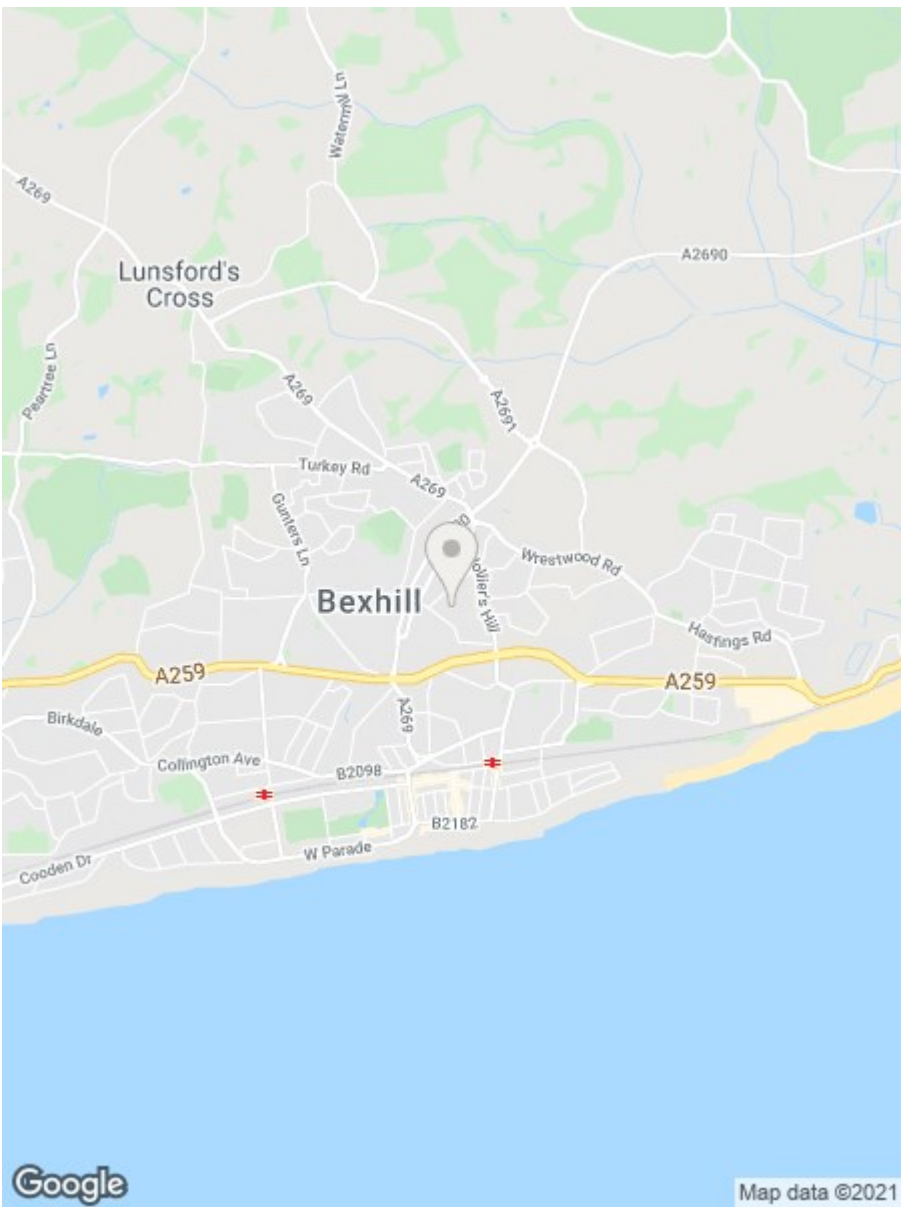 Watermill Ln
A269
A2690
Lunsford's
Cross
Peartree Ln
A269
A2691
Turkey Rd
A269
Gunters Ln
Wrestwood Rd
Bexhill
Hastings Rd
A259
A259
Birkdale
A269
Collington Ave
B2098
B2182
W Parade
Cooden Dr
Google
Map data ©2021